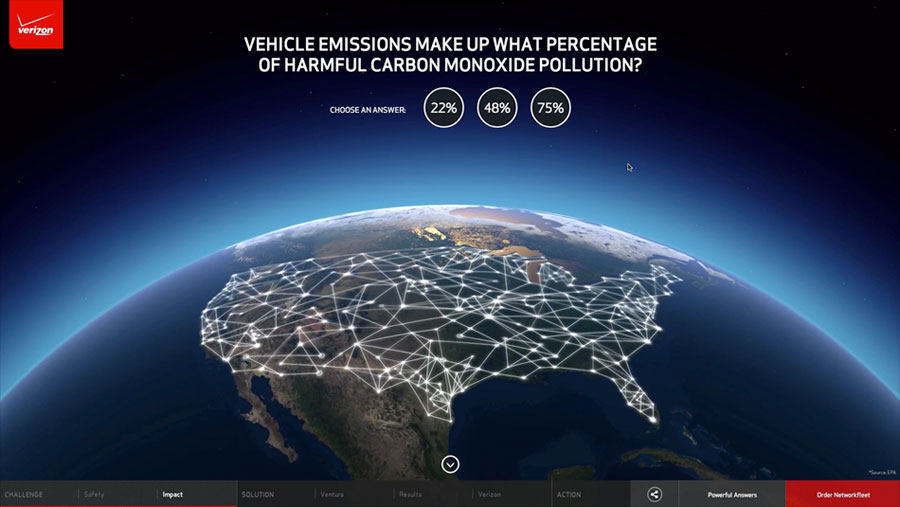 verizon
VEHICLE EMISSIONS MAKE UP WHAT PERCENTAGE
OF HARMFUL CARBON MONOXIDE POLLUTION?
CHOOSE AN ANSWER: 22% 48% 75%
*Source EPA
CHALLENGE Safety Impact SOLUTION Venture Results Verizon ACTION Powerful Answers Order Networkfleet